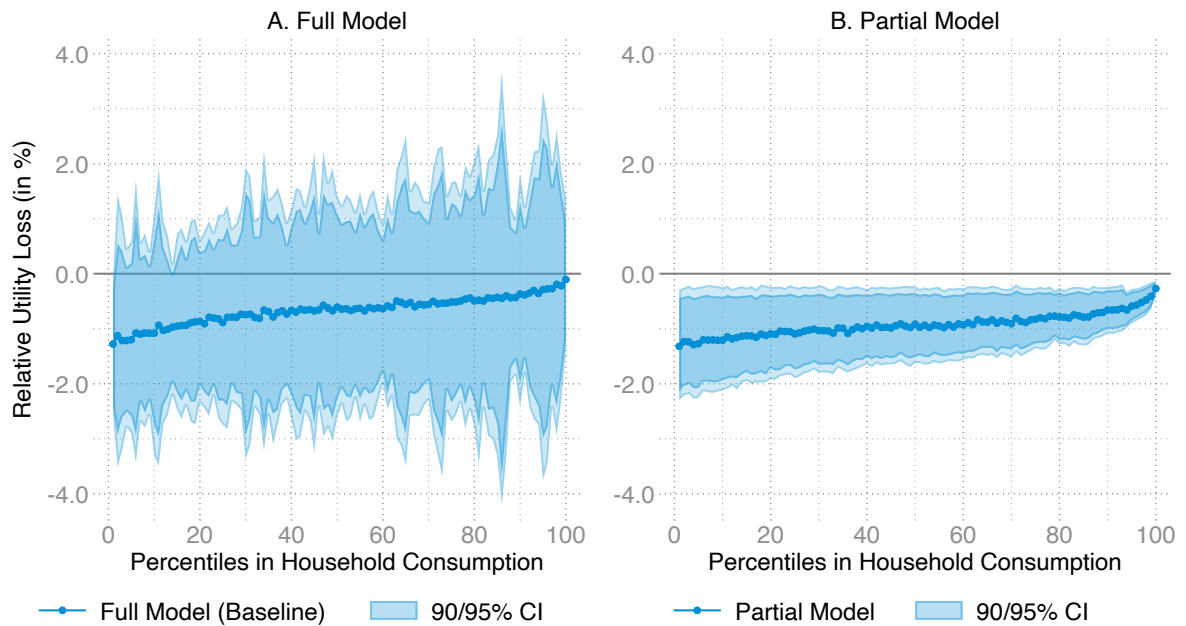 A. Full Model
B. Partial Model
Relative Utility Loss (in %)
4.0
2.0
0.0
-2.0
-4.0
0 20 40 60 80 100
Percentiles in Household Consumption
4.0
2.0
0.0
-2.0
-4.0
0 20 40 60 80 100
Percentiles in Household Consumption
Full Model (Baseline) 90/95% CI
Partial Model 90/95% CI